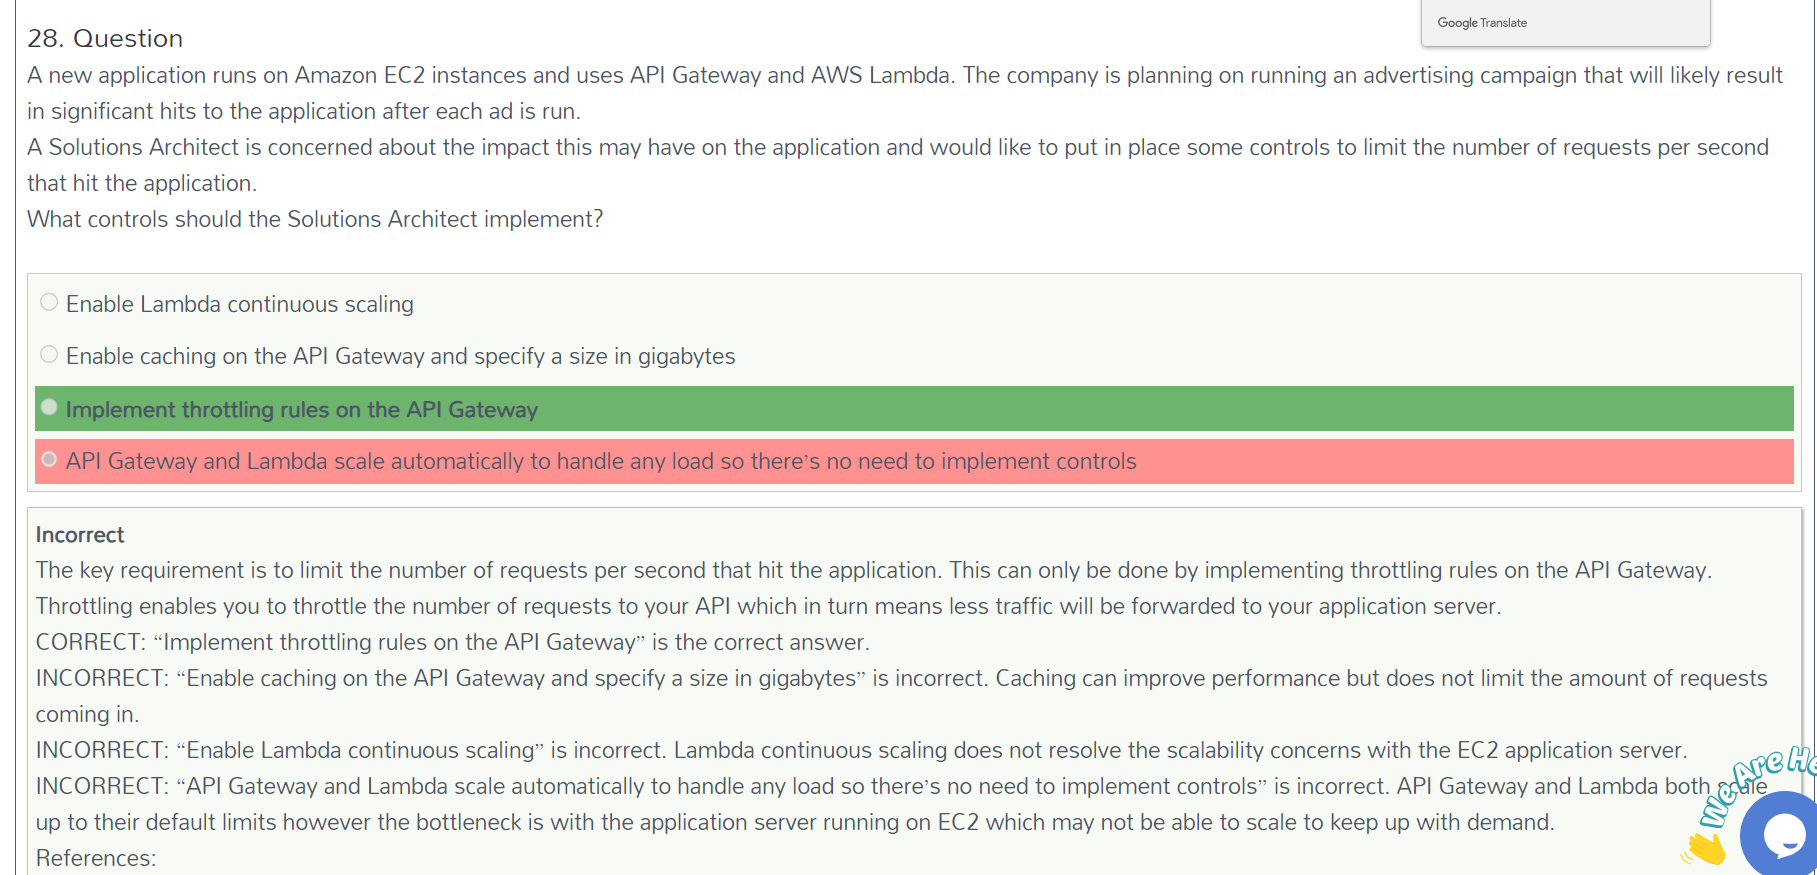 Google Translate
28. Question
A new application runs on Amazon EC2 instances and uses API Gateway and AWS Lambda. The company is planning on running an advertising campaign that will likely result
in significant hits to the application after each ad is run.
A Solutions Architect is concerned about the impact this may have on the application and would like to put in place some controls to limit the number of requests per second
that hit the application.
What controls should the Solutions Architect implement?
Enable Lambda continuous scaling
Enable caching on the API Gateway and specify a size in gigabytes
Implement throttling rules on the API Gateway
API Gateway and Lambda scale automatically to handle any load so there’s no need to implement controls
Incorrect
The key requirement is to limit the number of requests per second that hit the application. This can only be done by implementing throttling rules on the API Gateway.
Throttling enables you to throttle the number of requests to your API which in turn means less traffic will be forwarded to your application server.
CORRECT: “Implement throttling rules on the API Gateway” is the correct answer.
INCORRECT: “Enable caching on the API Gateway and specify a size in gigabytes” is incorrect. Caching can improve performance but does not limit the amount of requests
coming in.
INCORRECT: “Enable Lambda continuous scaling” is incorrect. Lambda continuous scaling does not resolve the scalability concerns with the EC2 application server.
INCORRECT: “API Gateway and Lambda scale automatically to handle any load so there’s no need to implement controls” is incorrect. API Gateway and Lambda both scale
up to their default limits however the bottleneck is with the application server running on EC2 which may not be able to scale to keep up with demand.
References:
We Are